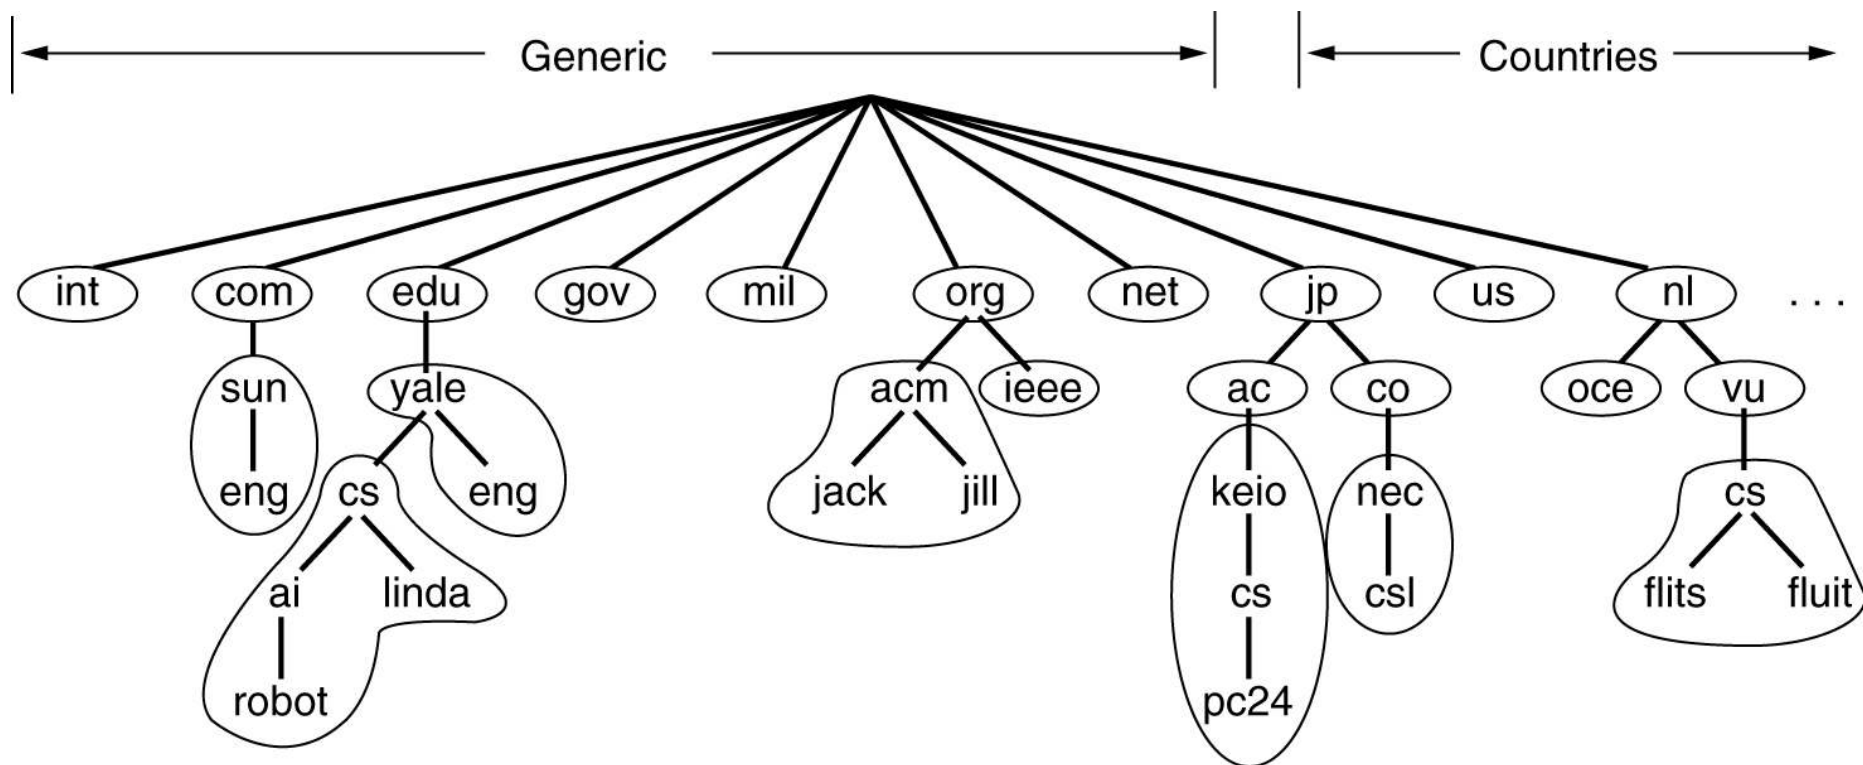 Generic Countries
int com edu gov mil org net jp us nl . . .
sun yale acm ieee ac co oce vu
eng cs eng jack jill keio nec cs
ai linda cs csl flits fluit
robot pc24